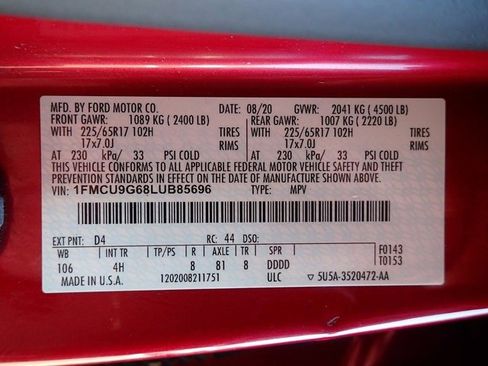 MFD. BY FORD MOTOR CO. 08/20 GVWR: 2041 KG ( 4500 LB)
FRONT GAWR: 1089 KG ( 2400 LB) REAR GAWR: 1007 KG ( 2220 LB)
WITH 225/65R17 102H TIRES WITH 225/65R17 102H TIRES
17x7.0J RIMS 17x7.0J RIMS
AT 230 kPa/ 33 PSI COLD AT 230 kPa/ 33 PSI COLD
THIS VEHICLE CONFORMS TO ALL APPLICABLE FEDERAL MOTOR VEHICLE SAFETY AND BUMPER STANDARDS IN EFFECT ON THE DATE OF MANUFACTURE SHOWN ABOVE.
VIN: 1FMCU9G68LUB85696 TYPE: MPV
EXT PNT: D4 RC: 44 DSO: F0143
WB INT TR TP/PS R AXLE TR SPR T0153
106 4H 8 81 8 DDDD
MADE IN U.S.A. 1202008211751 ULC 5U5A-3520472-AA